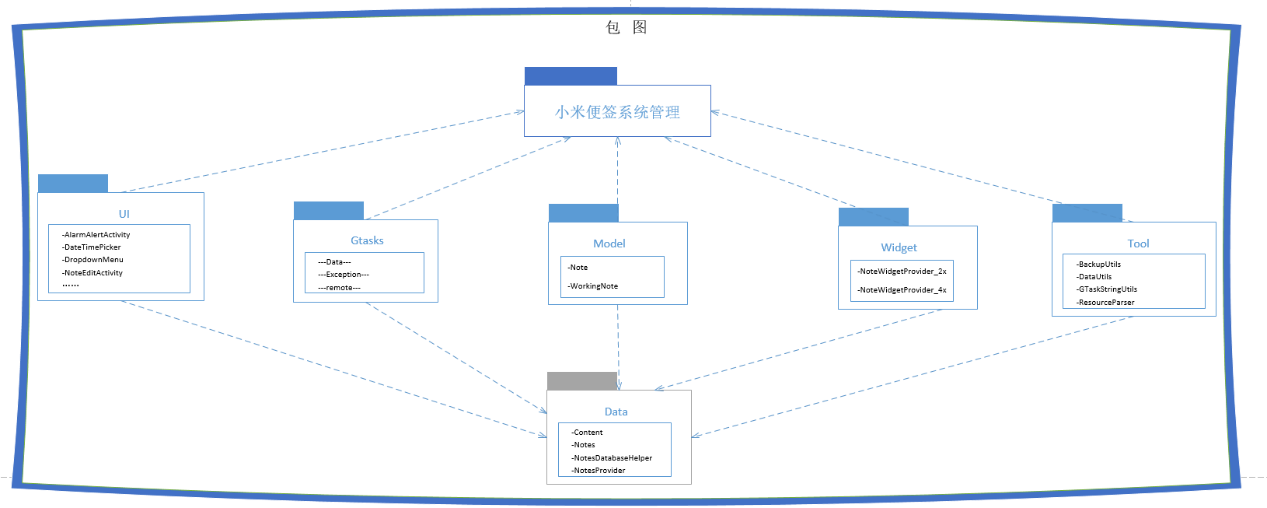 包 图
小米便签系统管理
UI
-AlarmAlertActivity
-DateTimePicker
-DropdownMenu
-NoteEditActivity
……
Gtasks
---Data---
---Exception---
---remote---
Model
-Note
-WorkingNote
Widget
-NoteWidgetProvider_2x
-NoteWidgetProvider_4x
Tool
-BackupUtils
-DataUtils
-GTaskStringUtils
-ResourceParser
Data
-Content
-Notes
-NotesDatabaseHelper
-NotesProvider